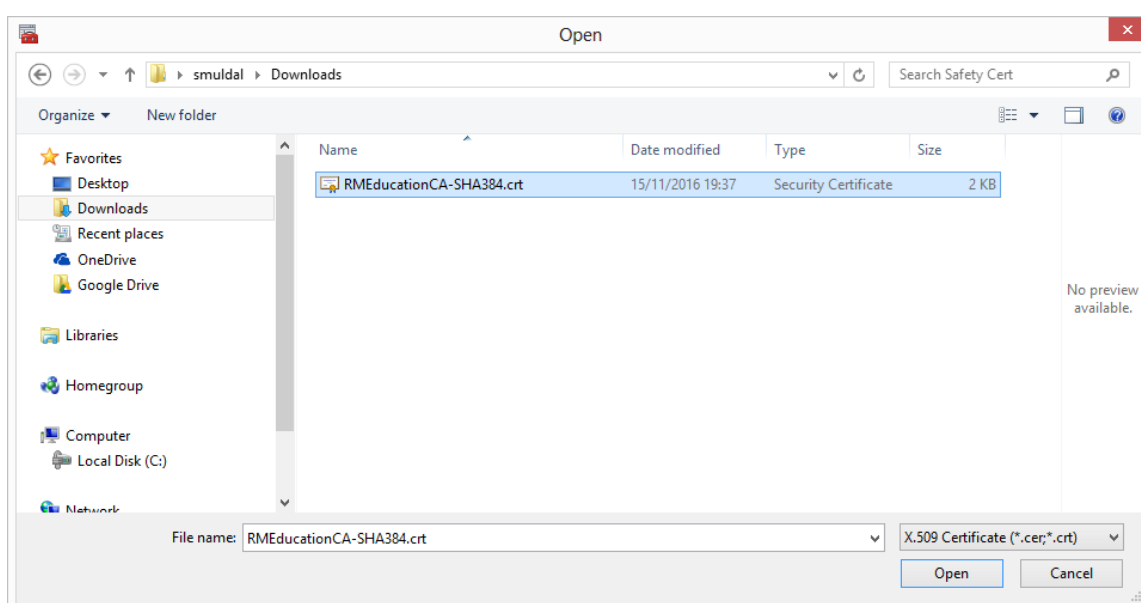 Open
smuldal Downloads
Search Safety Cert
Organize New folder
Favorites
Desktop
Downloads
Recent places
OneDrive
Google Drive
Libraries
Homegroup
Computer
Local Disk (C:)
Network
Name Date modified Type Size
RMEducationCA-SHA384.crt 15/11/2016 19:37 Security Certificate 2 KB
No preview
available.
File name: RMEducationCA-SHA384.crt X.509 Certificate (*.cer;*.crt)
Open Cancel